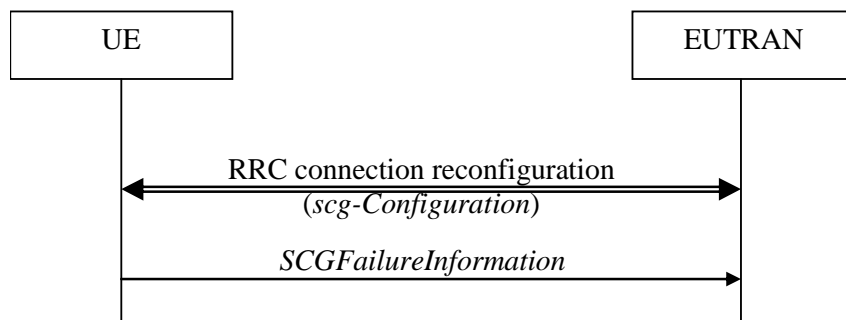 UE
EUTRAN
RRC connection reconfiguration
(scg-Configuration)
SCGFailureInformation